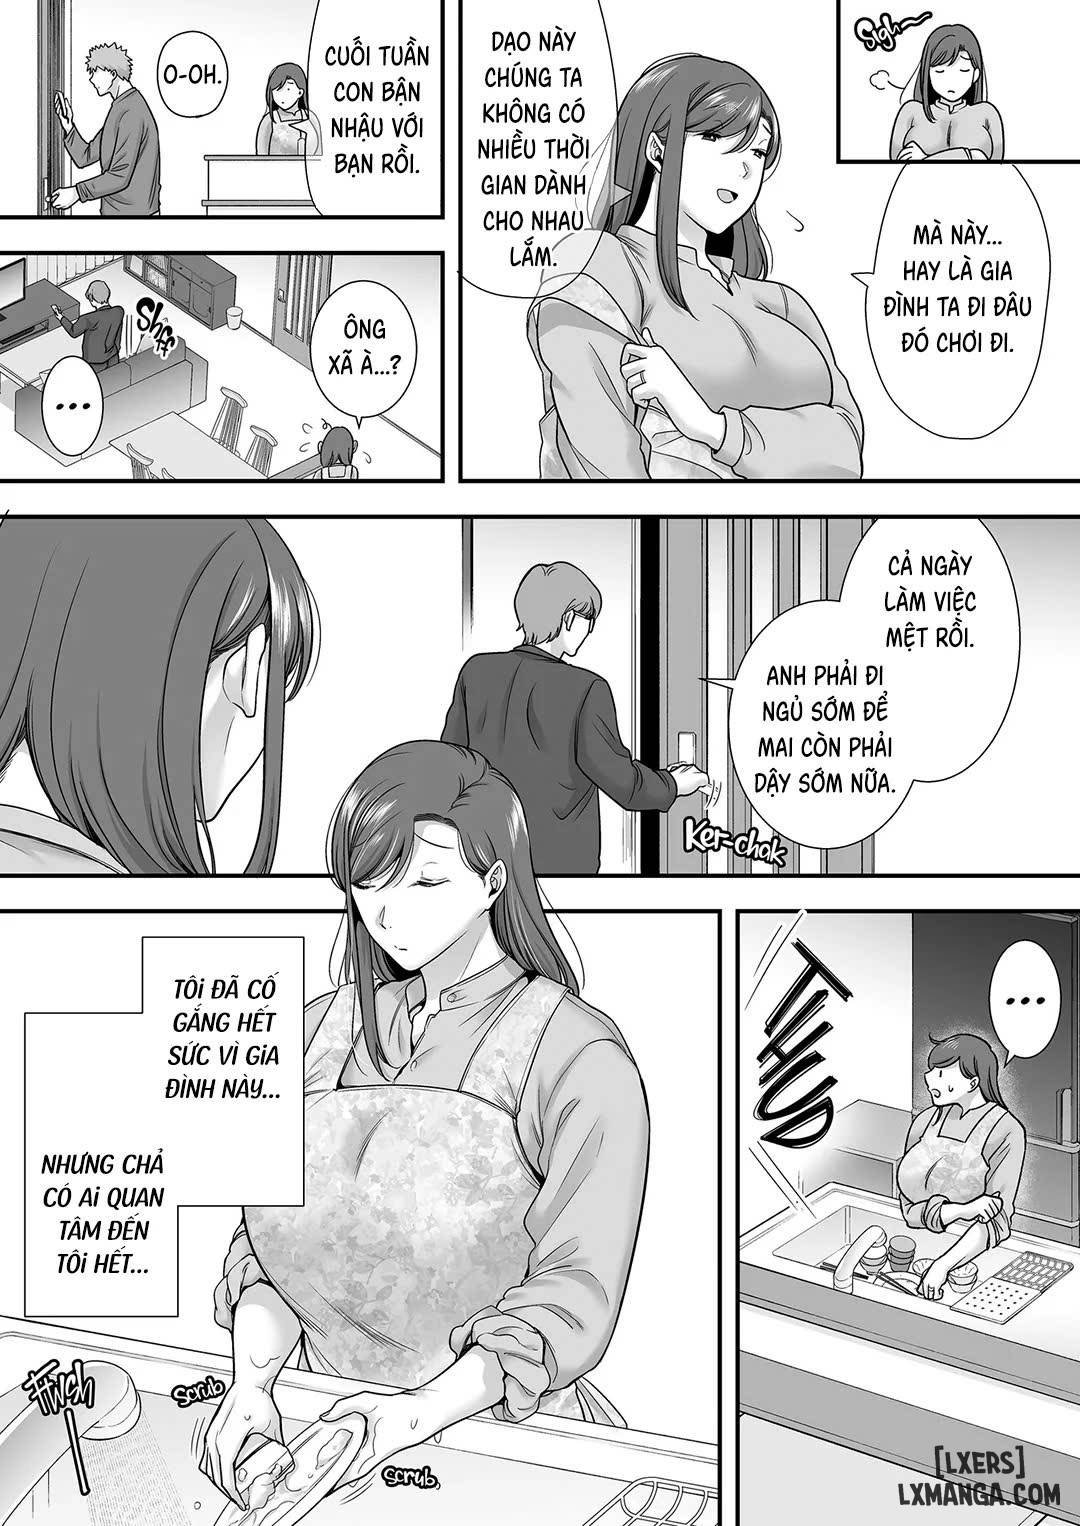 Sigh~
MÀ NÀY...
HAY LÀ GIA
ĐÌNH TA ĐI ĐÂU
ĐÓ CHƠI ĐI.
DẠO NÀY
CHÚNG TA
KHÔNG CÓ
NHIỀU THỜI
GIAN DÀNH
CHO NHAU
LẮM.
CUỐI TUẦN
CON BẬN
NHẬU VỚI
BẠN RỒI.
O-OH.
ÔNG
XÃ À...?
Shff
...
CẢ NGÀY
LÀM VIỆC
MỆT RỒI.
ANH PHẢI ĐI
NGỦ SỚM ĐỂ
MAI CÒN PHẢI
DẬY SỚM NỮA.
Ker-chak
...
THUD
TÔI ĐÃ CỐ
GẮNG HẾT
SỨC VÌ GIA
ĐÌNH NÀY...
NHƯNG CHẢ
CÓ AI QUAN
TÂM ĐẾN
TÔI HẾT...
Fwsh
scrub
scrub,
[LXERS]
LXMANGA.COM